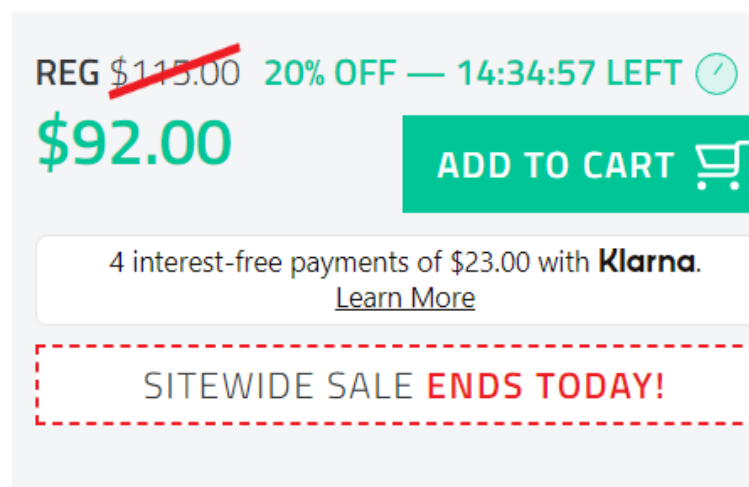 REG $115.00 20% OFF — 14:34:57 LEFT
$92.00
ADD TO CART
4 interest-free payments of $23.00 with Klarna.
Learn More
SITEWIDE SALE ENDS TODAY!